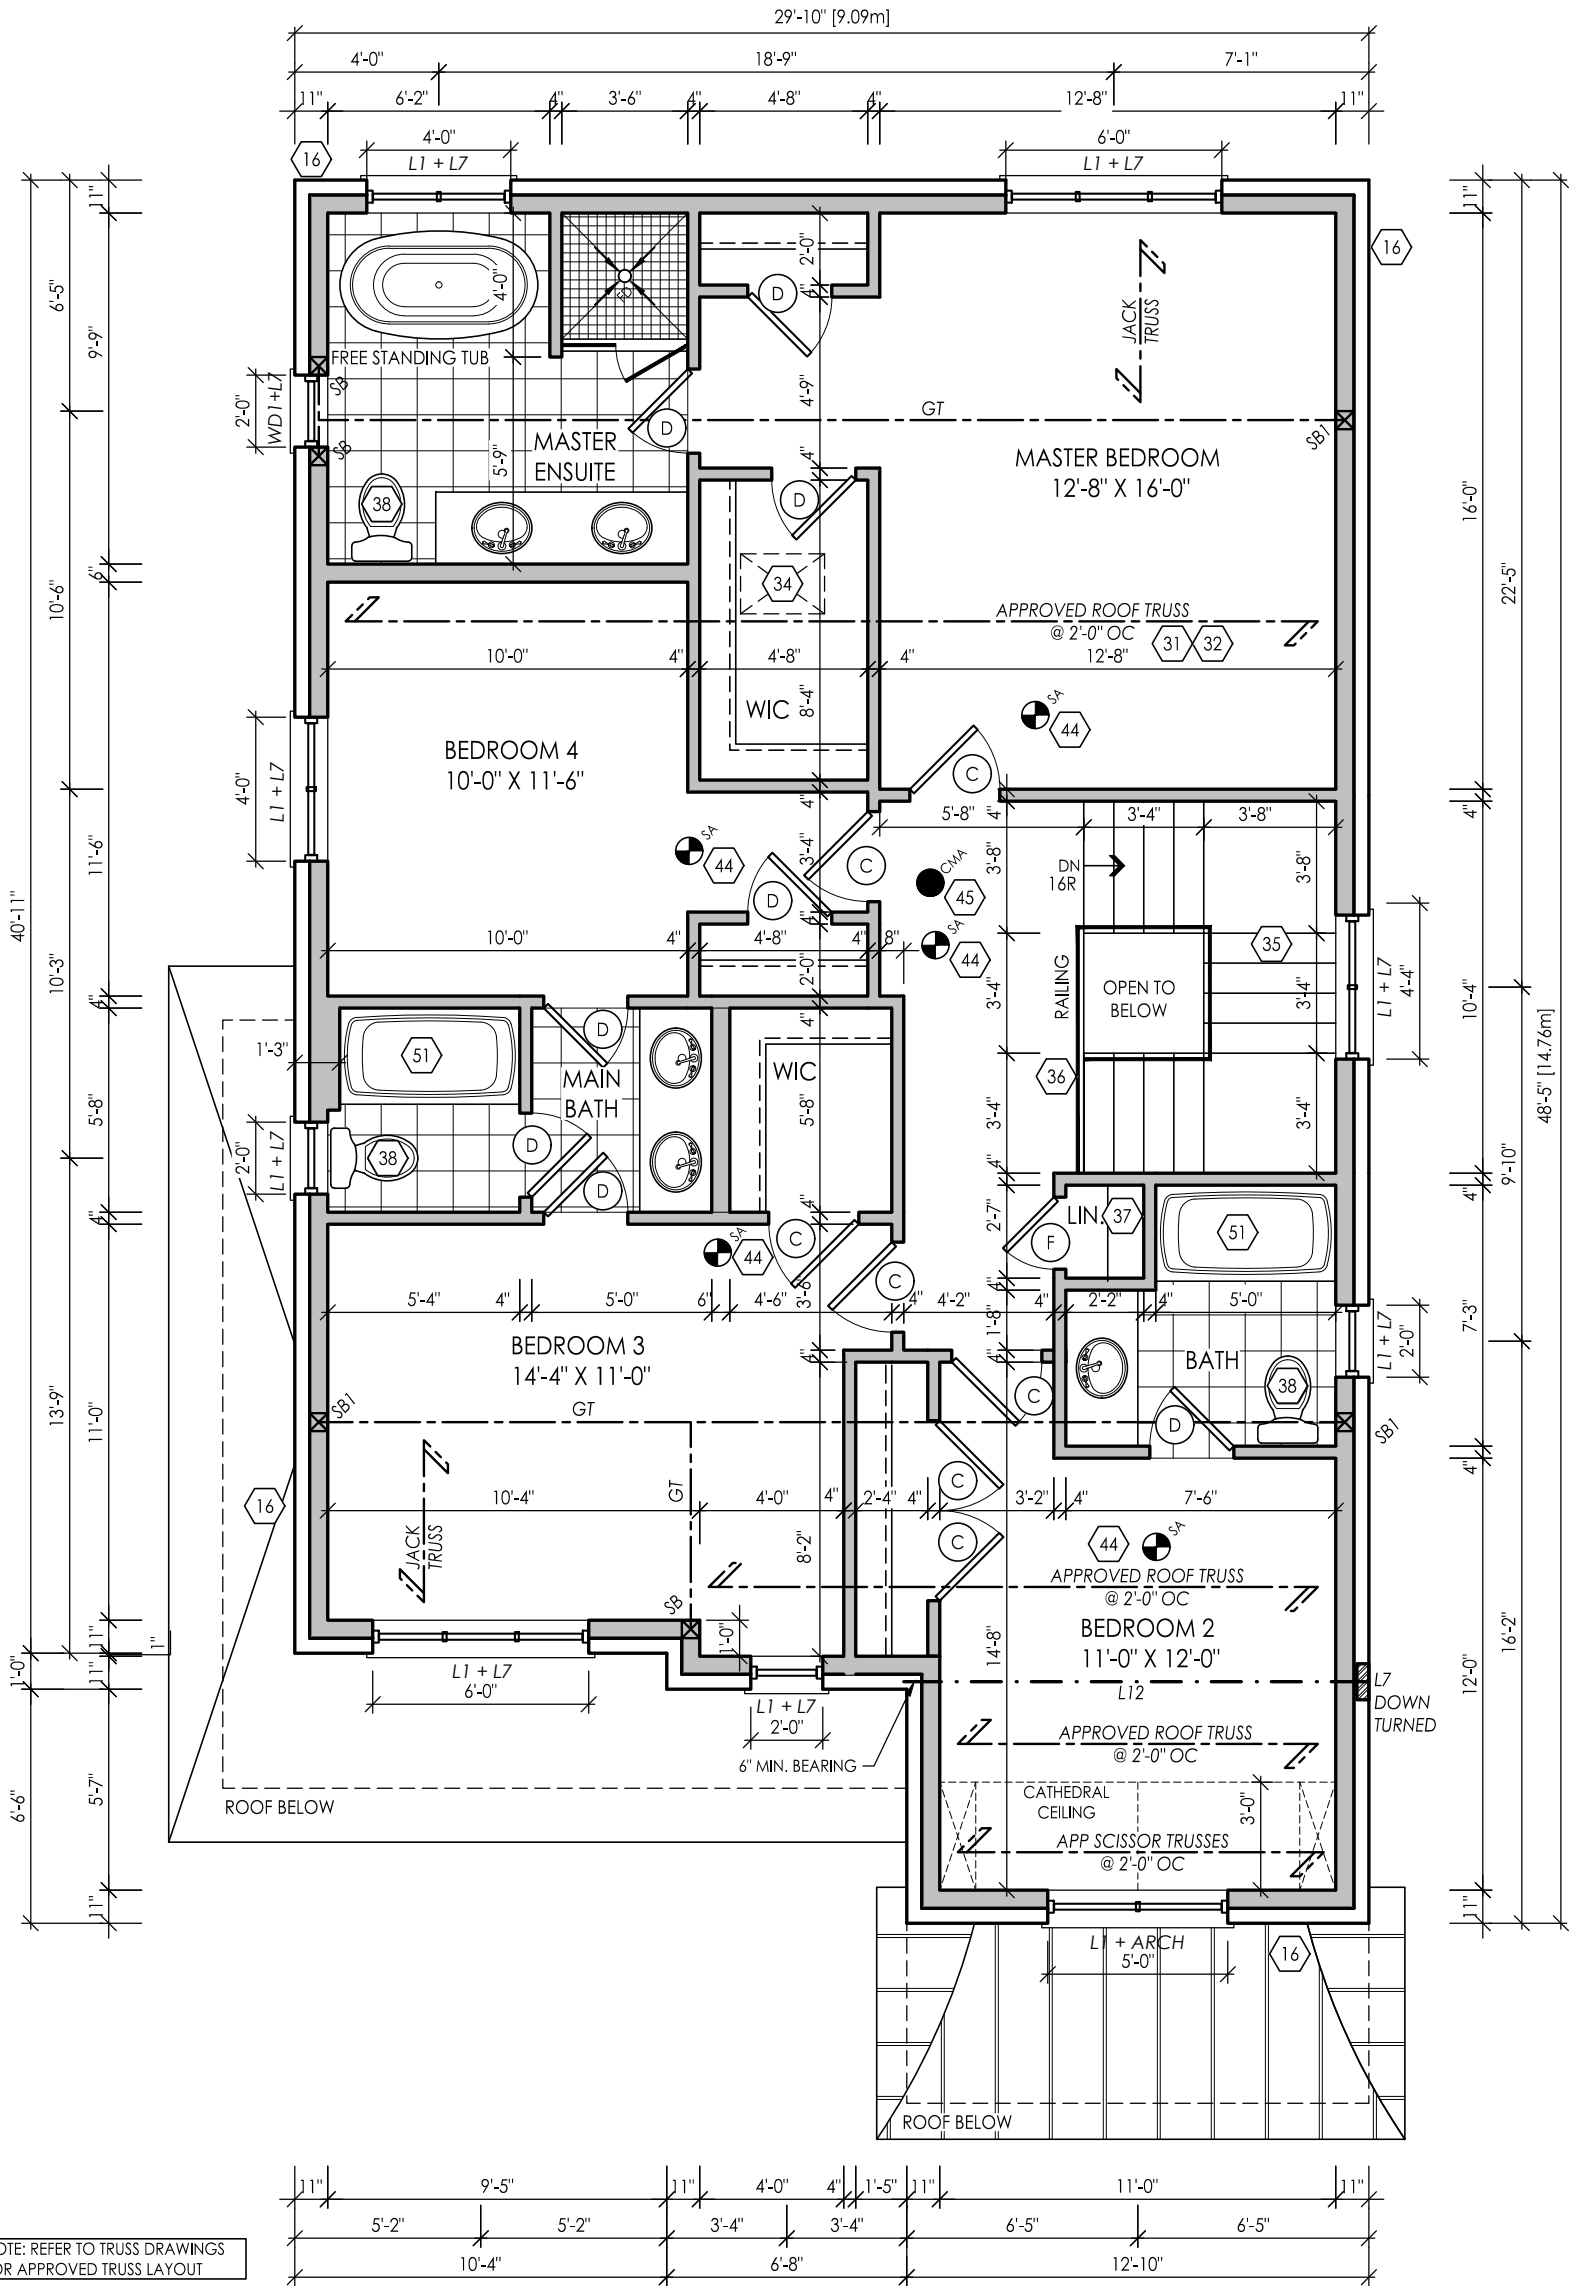 29'-10" [9.09m]
4'-0" 18'-9" 7'-1"
11" 6'-2" 4" 3'-6" 4" 4'-8" 4" 12'-8" 11"
4'-0" 6'-0"
16 L1 + L7 L1 + L7
11" 11"
16
6'-5" 2'-0"
4'-0" FD 4" D
JACK
TRUSS
9'-9"
FREE STANDING TUB
SB
2'-0" WD1+L7 4'-9" GT
D
SB SB1
MASTER
ENSUITE
5'-9"
4"
MASTER BEDROOM
12'-8" X 16'-0"
38 D
16'-0"
6" 34
10'-6" 22'-5"
APPROVED ROOF TRUSS
@ 2'-0" OC 31 32
10'-0" 4" 4'-8" 4" 12'-8"
WIC 8'-4"
SA
44
BEDROOM 4
10'-0" X 11'-6"
4'-0" L1 + L7
C
4" 4" 4"
5'-8" 3'-4" 3'-8"
11'-6" SA 44 3'-4" C CMA 45 3'-8" 3'-8"
DN
16R
D
40'-11"
4"
10'-0" 4" 4'-8" 4" 8" SA 44 35
10'-3" 2'-0" 3'-4" RAILING
OPEN TO
BELOW
3'-4" L1 + L7 4'-4" 10'-4"
4" 4"
48'-5" [14.76m]
D
1'-3" 51
MAIN
BATH
WIC
36
5'-8" 5'-8" 3'-4" 3'-4"
D
2'-0" L1 + L7 38 9'-10"
D 4" 4"
4" 4" 2'-7" LIN. 37 51
SA 44 C F
C
5'-4" 4" 5'-0" 6" 4'-6" 3'-6" 4" 4'-2" 4" 4" 2'-2" 4" 5'-0" 7'-3"
1'-8" L1 + L7 2'-0"
BEDROOM 3
14'-4" X 11'-0"
4" 4" BATH
13'-9" 11'-0" C 38
SB1 GT D SB1
4"
C
16 10'-4" GT 4'-0" 4" 2'-4" 4" 3'-2" 4" 7'-6"
JACK
TRUSS
8'-2" C 44 SA
APPROVED ROOF TRUSS
@ 2'-0" OC
SB
1'-0"
BEDROOM 2
11'-0" X 12'-0"
14'-8" 16'-2"
11" 1"
1'-0" 11"
L1 + L7
6'-0"
L1 + L7
2'-0"
L12
L7
DOWN
TURNED
12'-0"
APPROVED ROOF TRUSS
@ 2'-0" OC
6" MIN. BEARING
5'-7" 6'-6"
ROOF BELOW
CATHEDRAL
CEILING
3'-0"
APP SCISSOR TRUSSES
@ 2'-0" OC
11" 11"
L1 + ARCH
5'-0"
16
ROOF BELOW
11" 9'-5" 11" 4'-0" 4" 1'-5" 11" 11'-0" 11"
5'-2" 5'-2" 3'-4" 3'-4" 6'-5" 6'-5"
10'-4" 6'-8" 12'-10"
OTE: REFER TO TRUSS DRAWINGS
OR APPROVED TRUSS LAYOUT